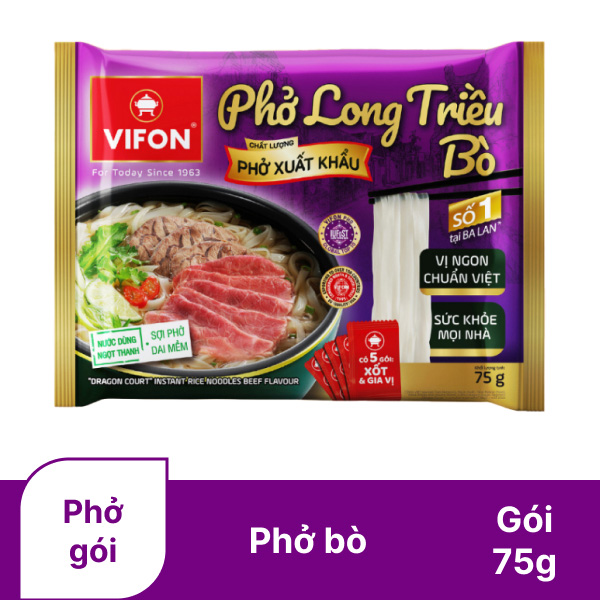 VIFON®
For Today Since 1963
Phở Long Triều
Bò
CHẤT LƯỢNG
PHỞ XUẤT KHẨU
SỐ 1
tại BA LAN*
VỊ NGON
CHUẨN VIỆT
SỨC KHỎE
MỌI NHÀ
NƯỚC DÙNG
NGỌT THANH
SỢI PHỞ
DAI MỀM
CÓ 5 GÓI:
XỐT
& GIA VỊ
"DRAGON COURT" INSTANT RICE NOODLES BEEF FLAVOUR
75 g
Phở
gói
Phở bò
Gói
75g